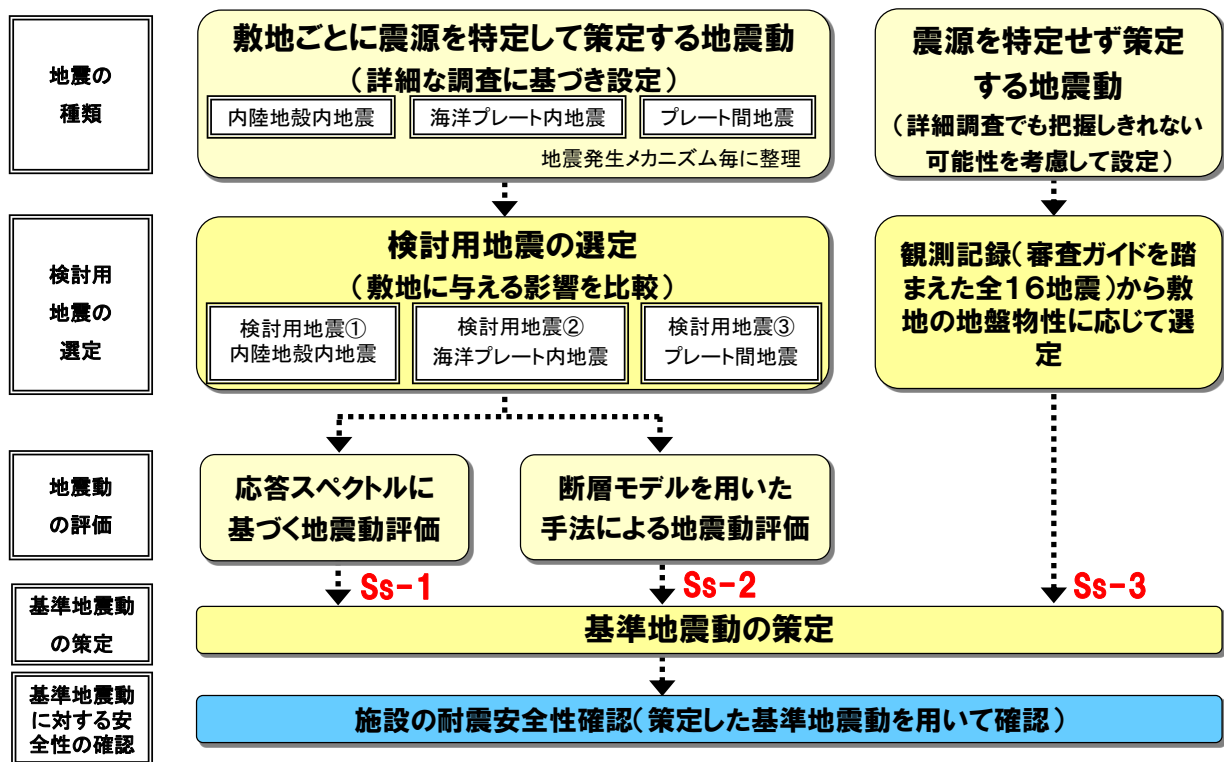 地震の
種類
敷地ごとに震源を特定して策定する地震動
（詳細な調査に基づき設定）
内陸地殻内地震
海洋プレート内地震
プレート間地震
地震発生メカニズム毎に整理
震源を特定せず策定
する地震動
（詳細調査でも把握しきれない
可能性を考慮して設定）
検討用
地震の
選定
検討用地震の選定
（敷地に与える影響を比較）
検討用地震①
内陸地殻内地震
検討用地震②
海洋プレート内地震
検討用地震③
プレート間地震
観測記録（審査ガイドを踏
まえた全１６地震）から敷
地の地盤物性に応じて選
定
地震動
の評価
応答スペクトルに
基づく地震動評価
断層モデルを用いた
手法による地震動評価
Ss-1
Ss-2
Ss-3
基準地震動
の策定
基準地震動の策定
基準地震動
に対する安
全性の確認
施設の耐震安全性確認（策定した基準地震動を用いて確認）